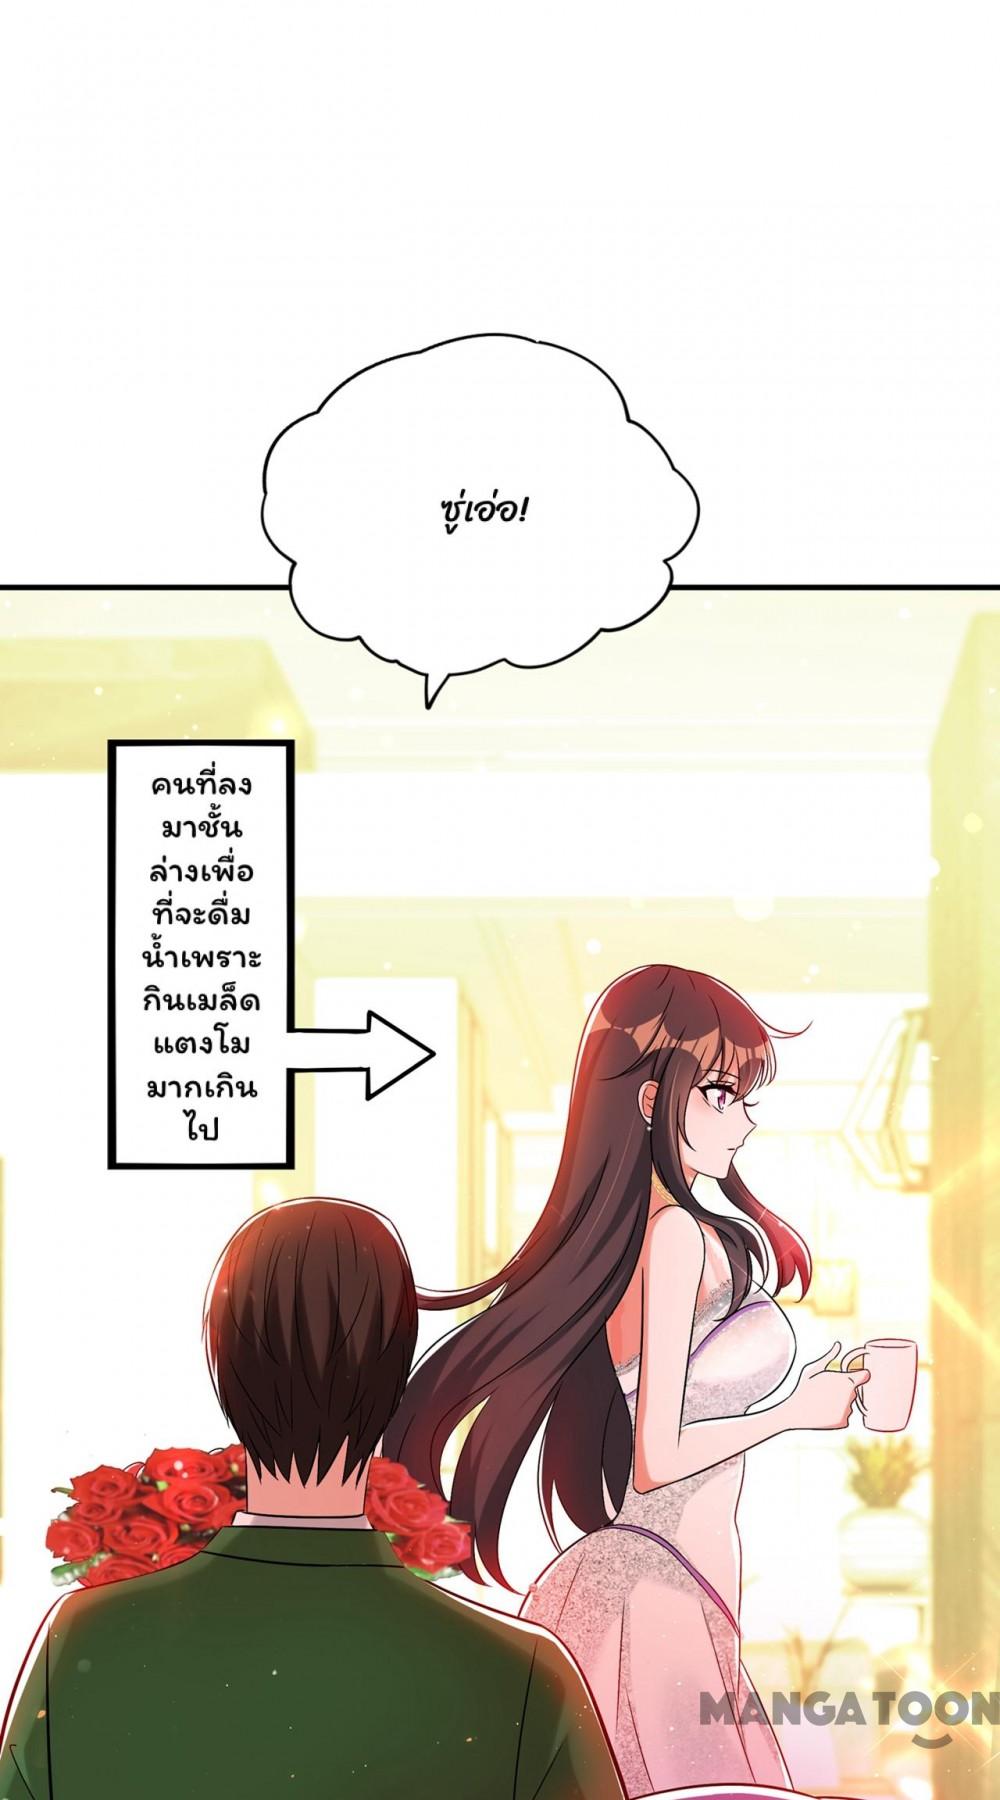 ซู่เอ่อ!
คนที่ลง
มาชั้น
ล่างเพื่อ
ที่จะดื่ม
น้ำเพราะ
กินเมล็ด
แตงโม
มากเกิน
ไป
MANGATOON